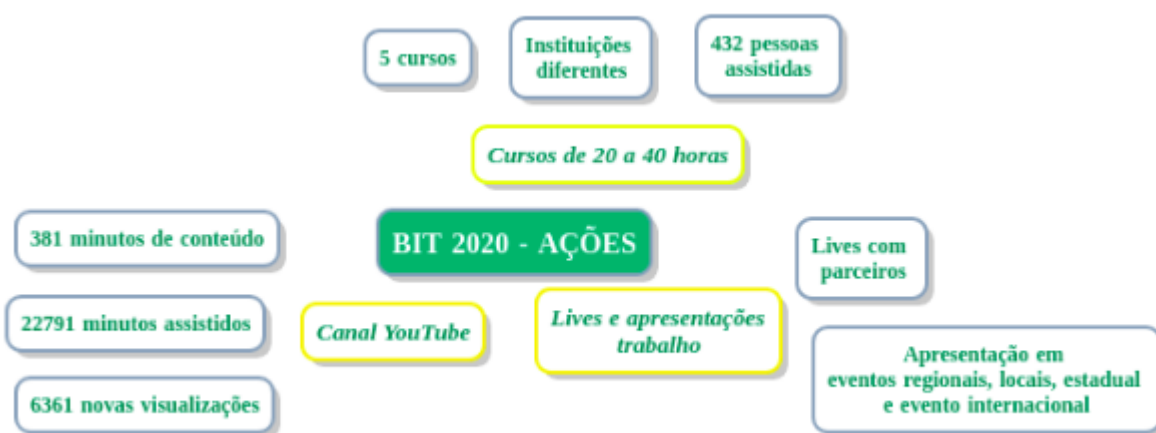 5 cursos
Instituições
diferentes
432 pessoas
assistidas
Cursos de 20 a 40 horas
BIT 2020 - AÇÕES
381 minutos de conteúdo
22791 minutos assistidos
6361 novas visualizações
Canal YouTube
Lives e apresentações
trabalho
Lives com
parceiros
Apresentação em
eventos regionais, locais, estadual
e evento internacional